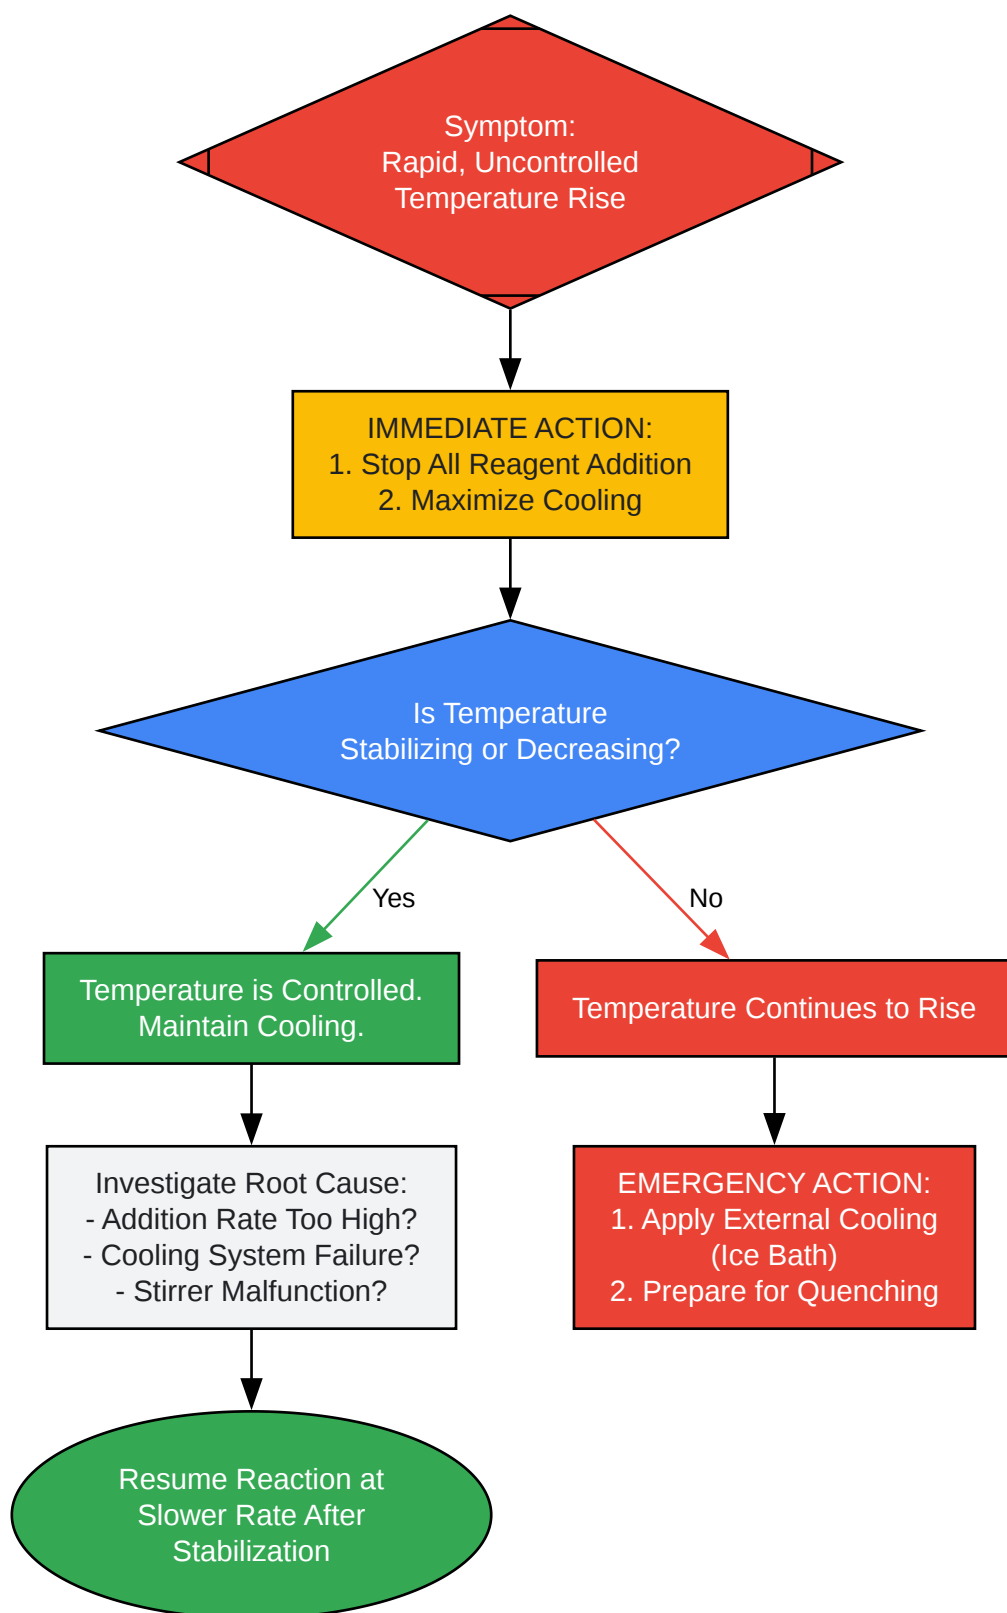 Symptom:
Rapid, Uncontrolled
Temperature Rise
IMMEDIATE ACTION:
1. Stop All Reagent Addition
2. Maximize Cooling
Is Temperature
Stabilizing or Decreasing?
Yes
No
Temperature is Controlled.
Maintain Cooling.
Temperature Continues to Rise
Investigate Root Cause:
- Addition Rate Too High?
- Cooling System Failure?
- Stirrer Malfunction?
EMERGENCY ACTION:
1. Apply External Cooling
(Ice Bath)
2. Prepare for Quenching
Resume Reaction at
Slower Rate After
Stabilization